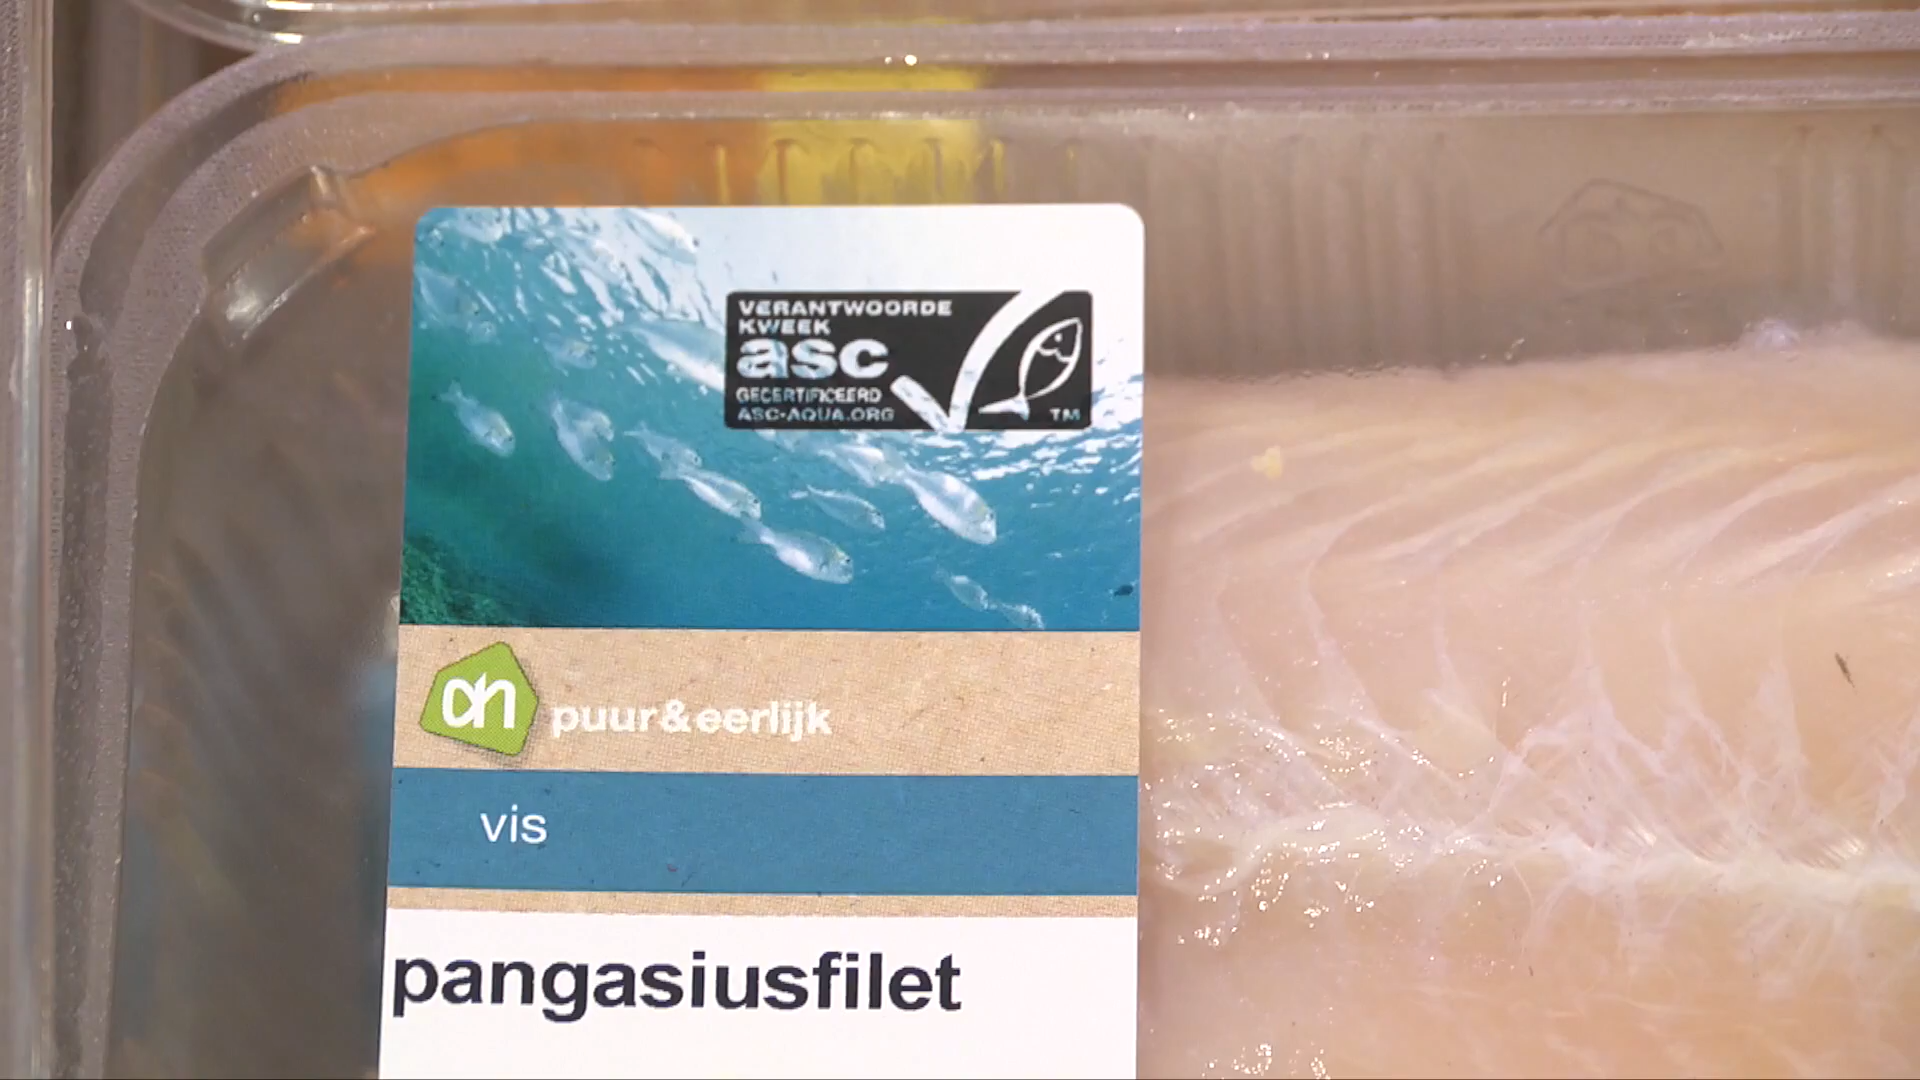 VERANTWOORDE
KWEEK
asc
GECERTIFICEERD
ASC-AQUA.ORG
TM
ah puur&eerlijk
vis
pangasiusfilet